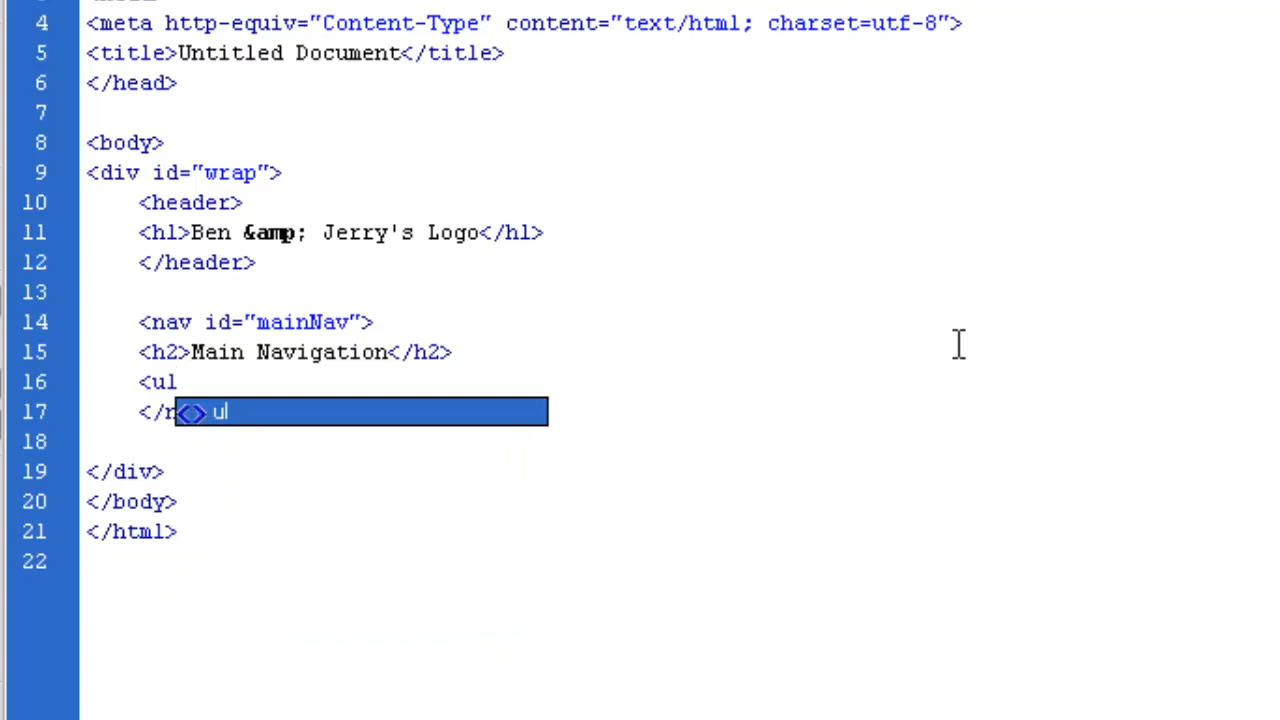 4 <meta http-equiv="Content-Type" content="text/html; charset=utf-8">
5 <title>Untitled Document</title>
6 </head>
7
8 <body>
9 <div id="wrap">
10 <header>
11 <h1>Ben &amp; Jerry's Logo</h1>
12 </header>
13
14 <nav id="mainNav">
15 <h2>Main Navigation</h2>
16 <ul
17 </n <> ul
18
19 </div>
20 </body>
21 </html>
22